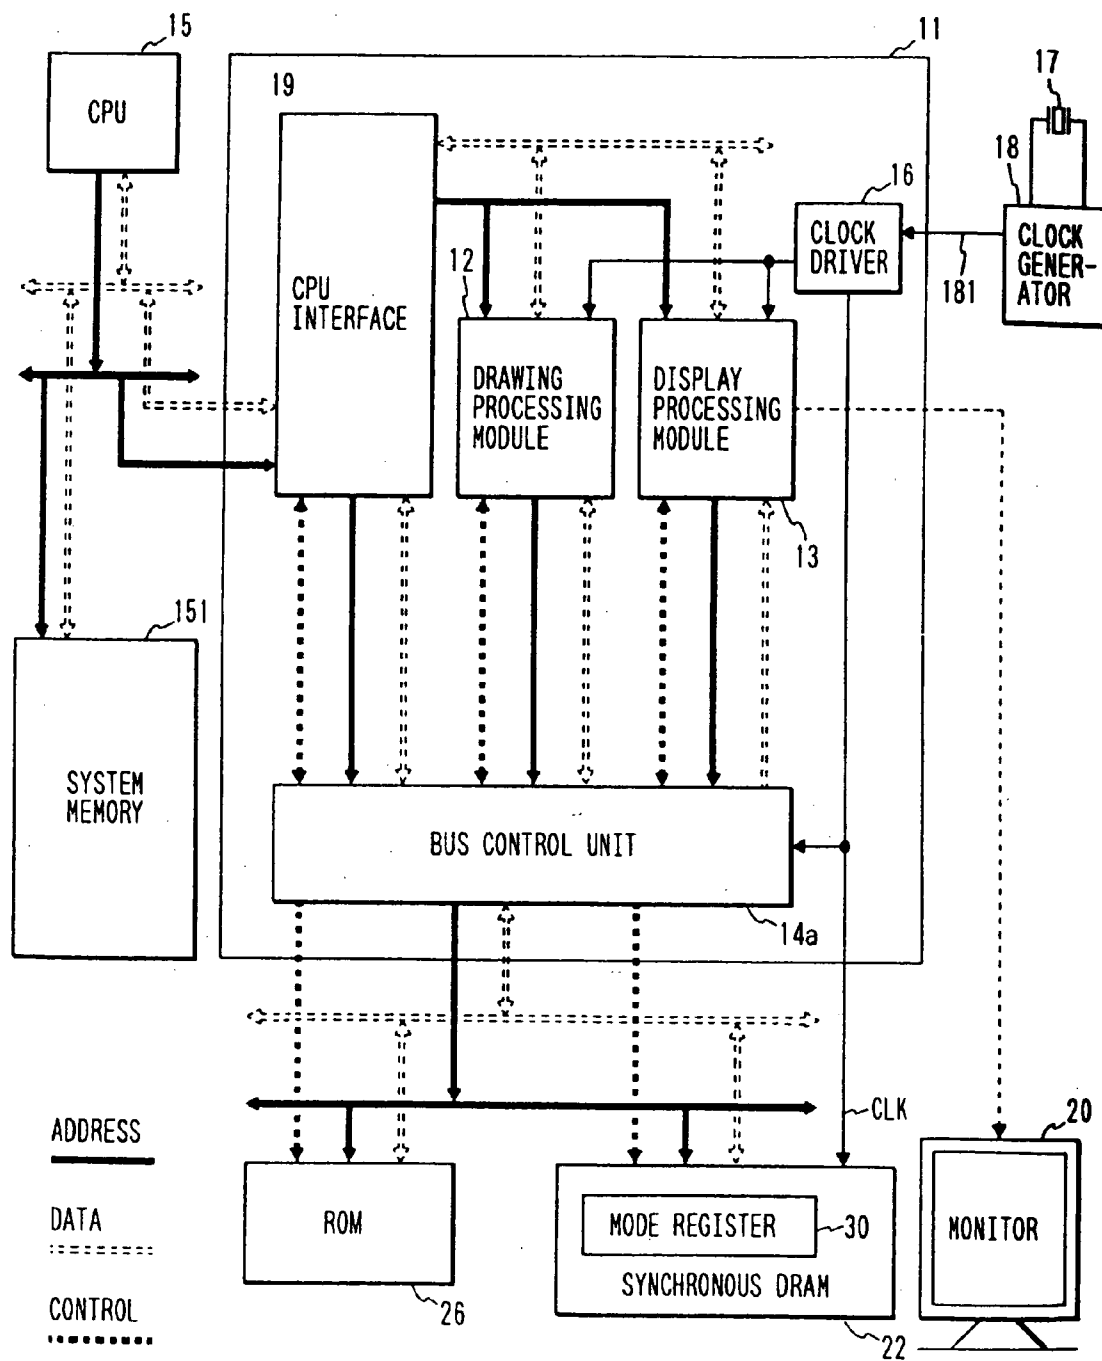 15
CPU
11
19
17
18
CLOCK
GENER-
ATOR
16
CLOCK
DRIVER
181
CPU
INTERFACE
12
DRAWING
PROCESSING
MODULE
DISPLAY
PROCESSING
MODULE
13
151
SYSTEM
MEMORY
BUS CONTROL UNIT
14a
CLK
ADDRESS
DATA
CONTROL
ROM
26
MODE REGISTER
30
SYNCHRONOUS DRAM
22
20
MONITOR